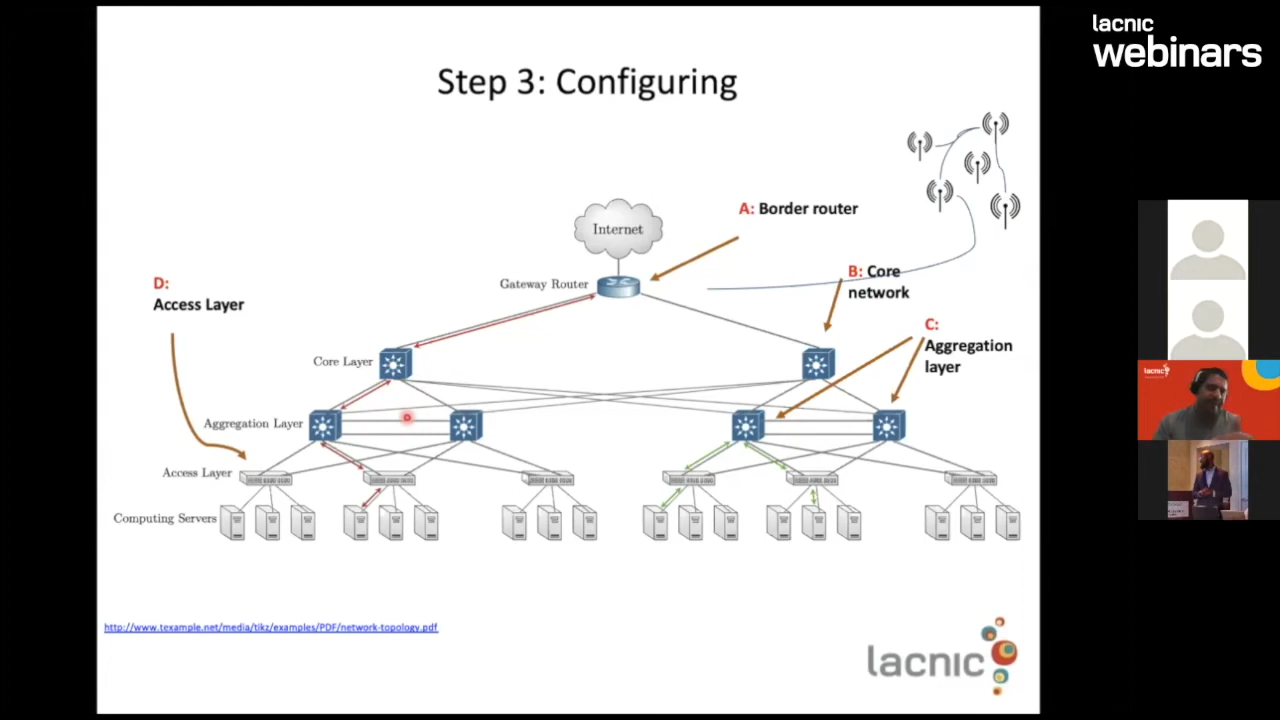 lacnic
webinars
Step 3: Configuring
A: Border router
Internet
B: Core
network
Gateway Router
D:
Access Layer
C:
Aggregation
layer
Core Layer
Aggregation Layer
Access Layer
Computing Servers
http://www.texample.net/media/tikz/examples/PDF/network-topology.pdf
lacnic
lacnic